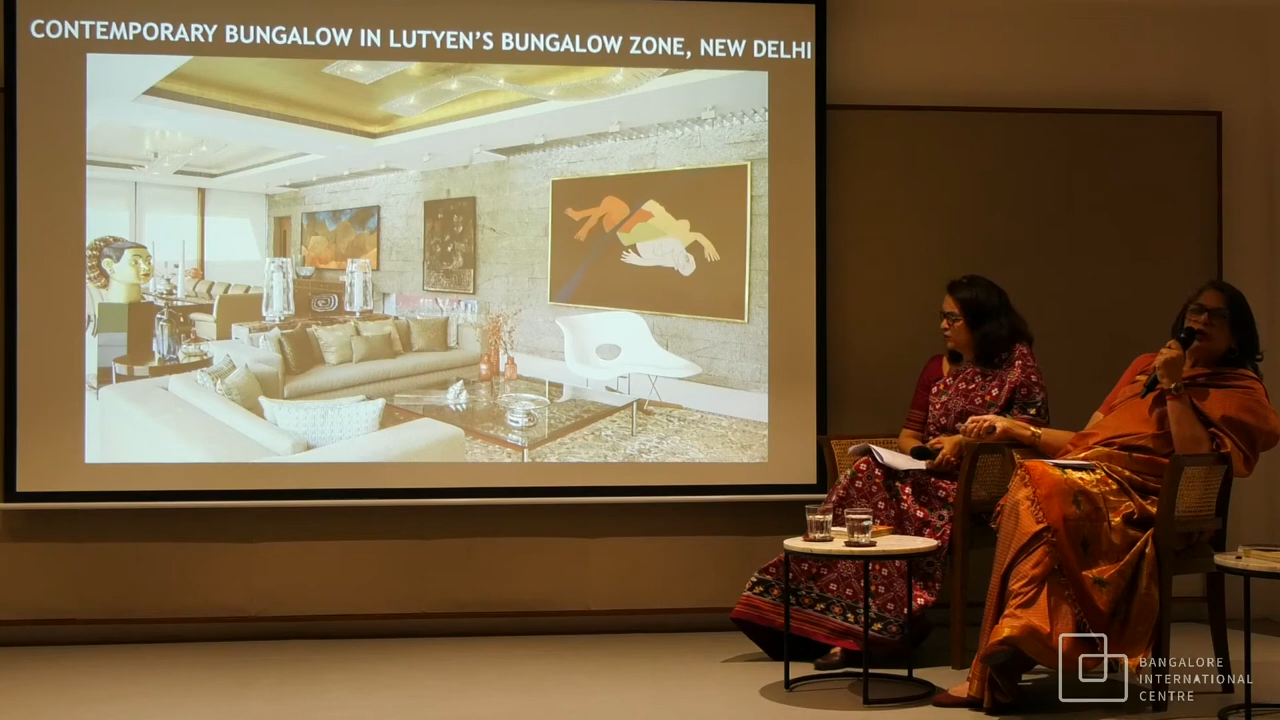 CONTEMPORARY BUNGALOW IN LUTYEN'S BUNGALOW ZONE, NEW DELHI
BANGALORE
INTERNATIONAL
CENTRE